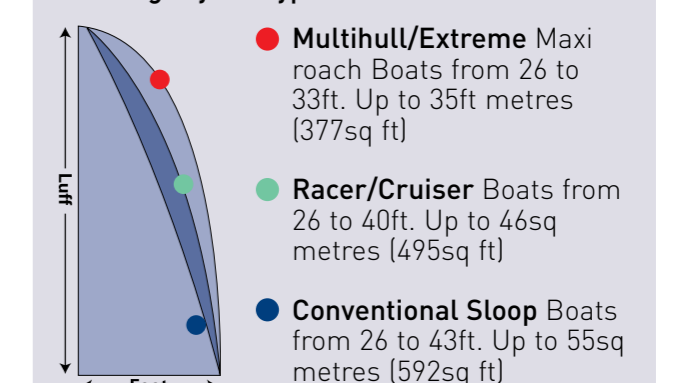 Multihull/Extreme Maxi
roach Boats from 26 to
33ft. Up to 35ft metres
(377sq ft)
Luff
Racer/Cruiser Boats from
26 to 40ft. Up to 46sq
metres (495sq ft)
Conventional Sloop Boats
from 26 to 43ft. Up to 55sq
metres (592sq ft)